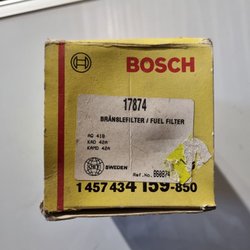 BOSCH
17874
BRÄNSLEFILTER / FUEL FILTER
AQ 41B
KAD 42A
KAMD 42A
SWEDEN
Ref.No. 860874
1 457 434 159-850